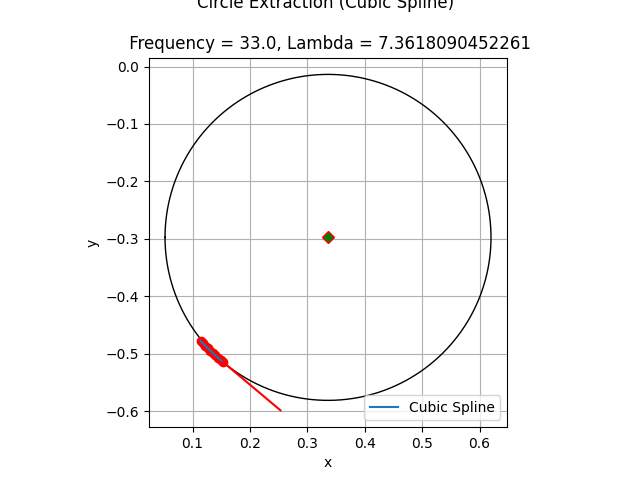 Circle Extraction (Cubic Spline)
Frequency = 33.0, Lambda = 7.3618090452261
0.0
−0.1
−0.2
−0.3
−0.4
−0.5
−0.6
y
Cubic Spline
0.1 0.2 0.3 0.4 0.5 0.6
x